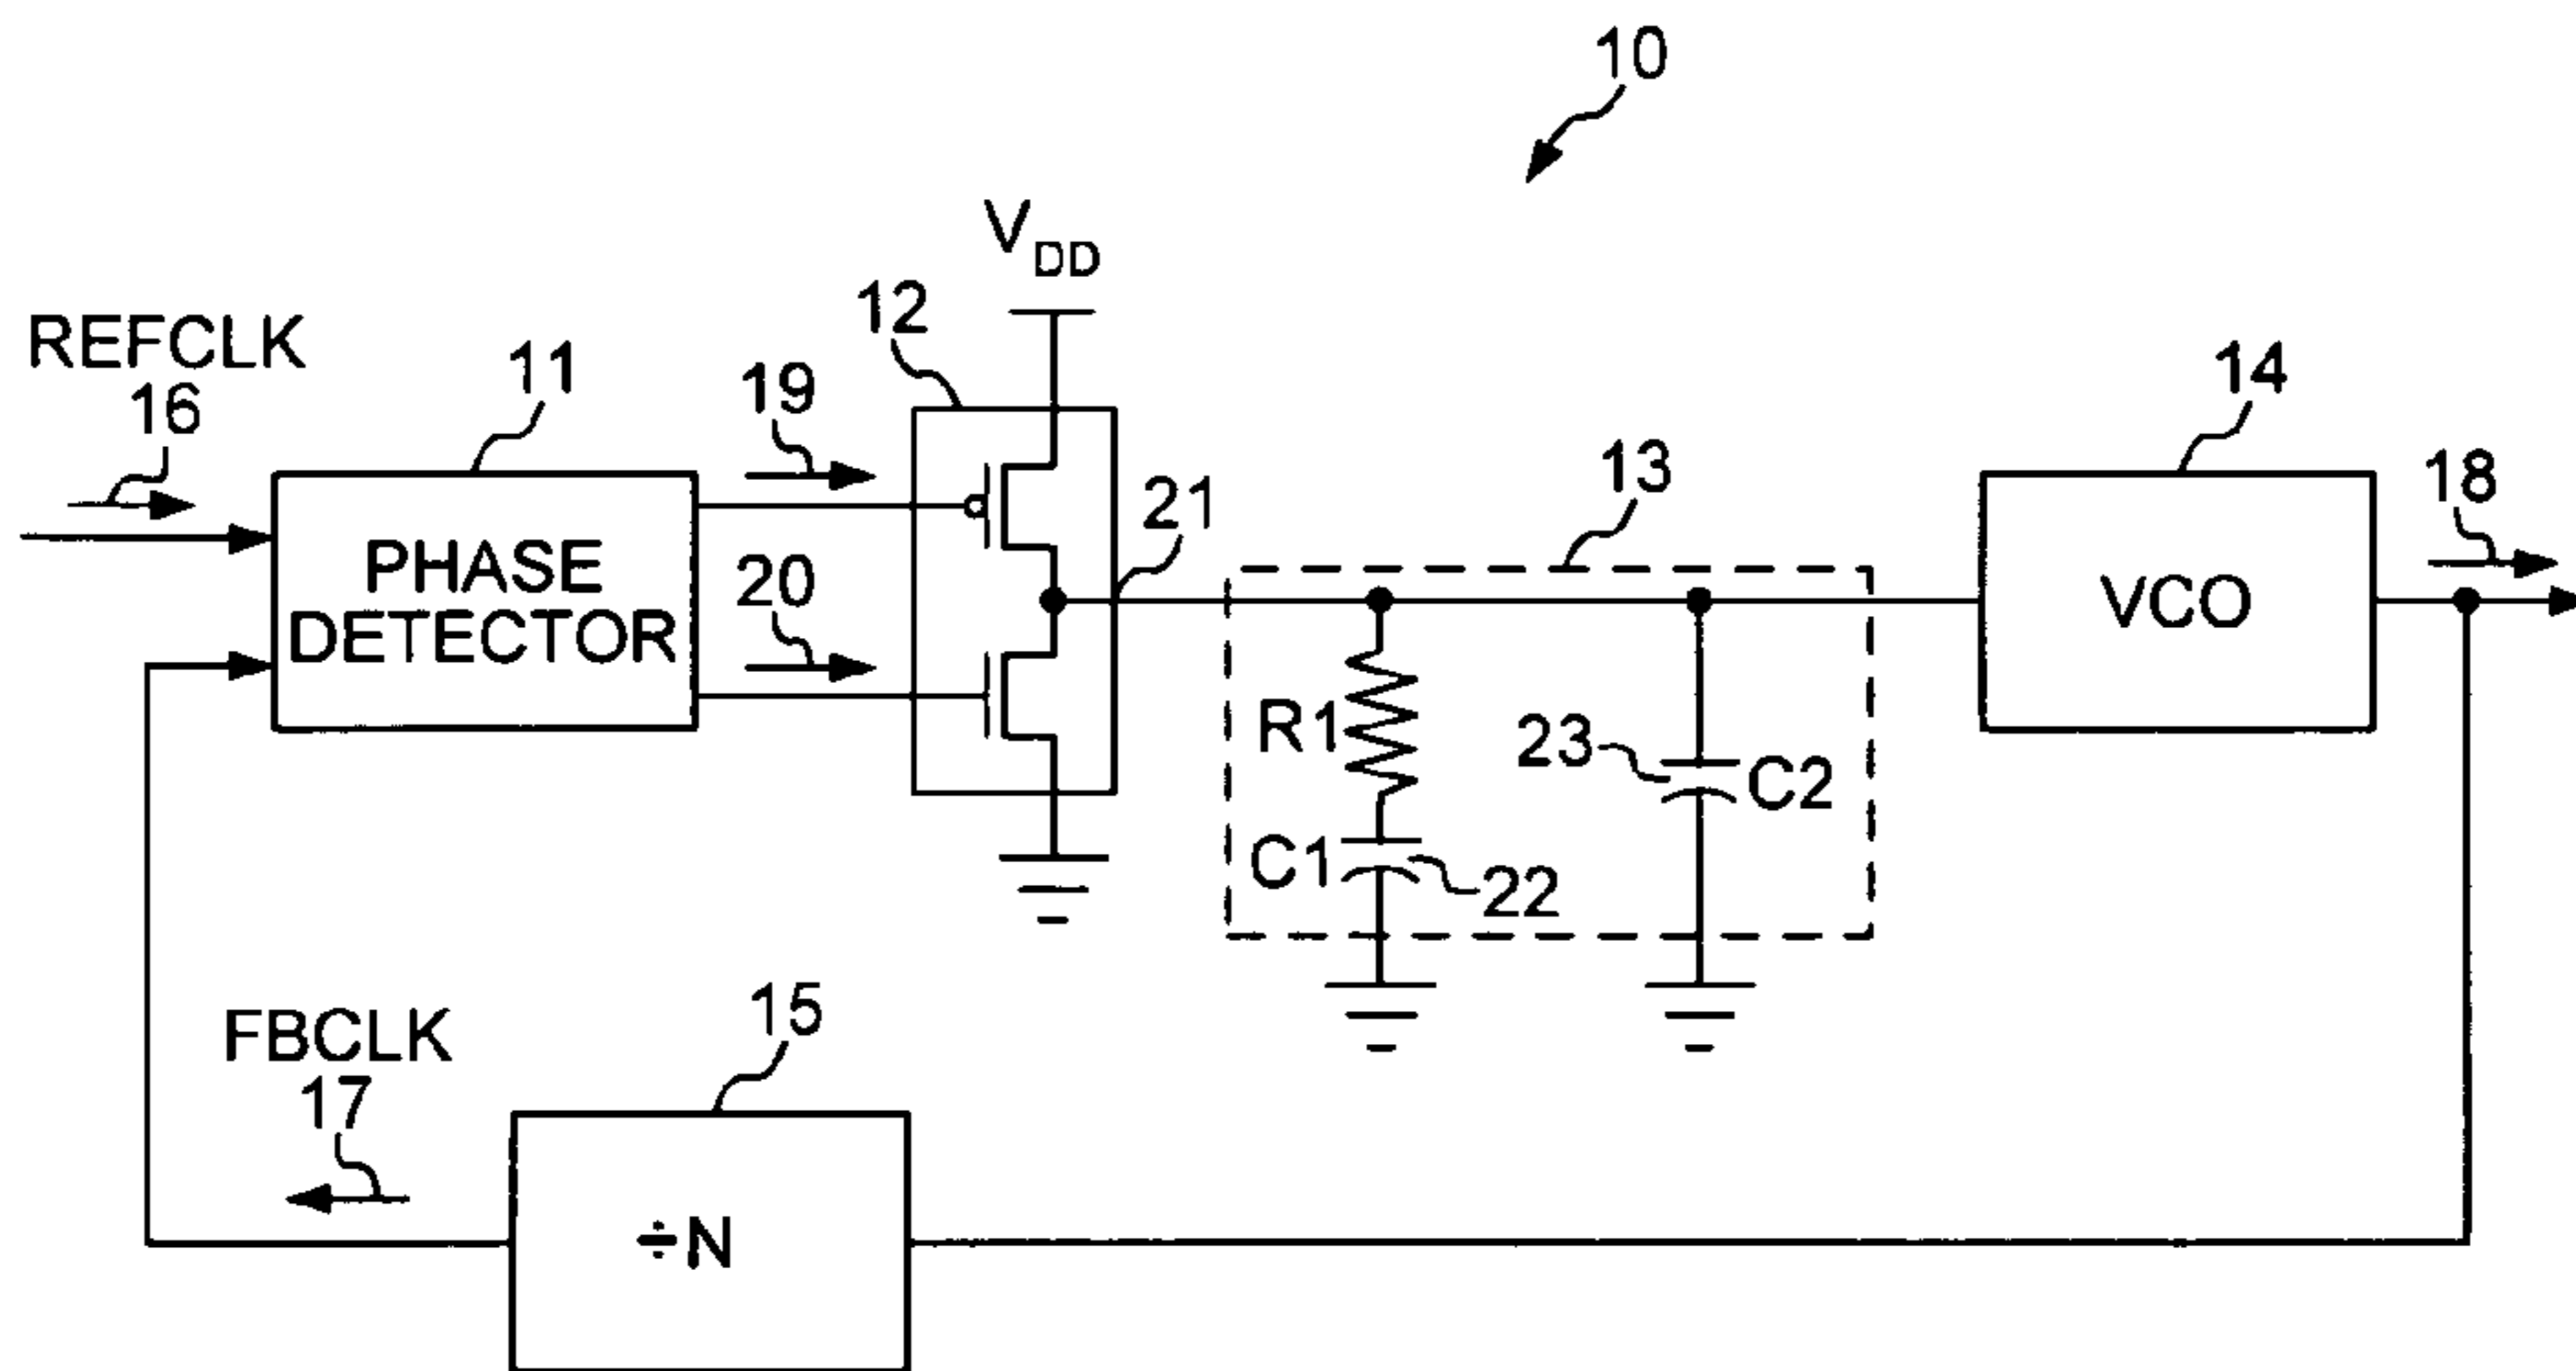 10
V_DD
12
REFCLK
16
11
19
14
13
18
21
PHASE
DETECTOR
20
VCO
R1
23
C2
C1
22
FBCLK
17
15
÷N